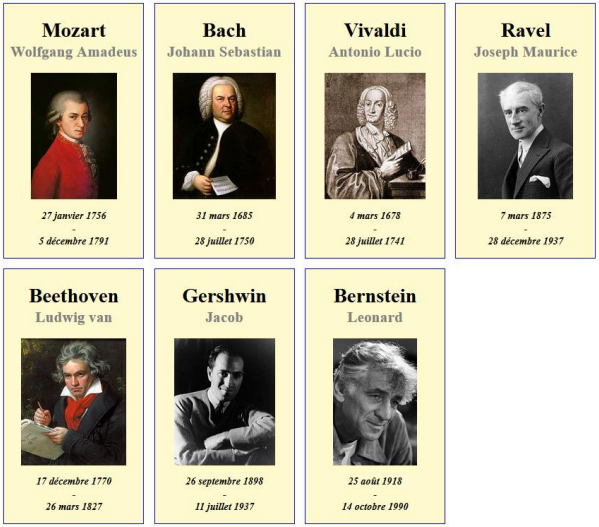 Mozart
Wolfgang Amadeus
27 janvier 1756
-
5 décembre 1791
Bach
Johann Sebastian
31 mars 1685
-
28 juillet 1750
Vivaldi
Antonio Lucio
4 mars 1678
-
28 juillet 1741
Ravel
Joseph Maurice
7 mars 1875
-
28 décembre 1937
Beethoven
Ludwig van
17 décembre 1770
-
26 mars 1827
Gershwin
Jacob
26 septembre 1898
-
11 juillet 1937
Bernstein
Leonard
25 août 1918
-
14 octobre 1990